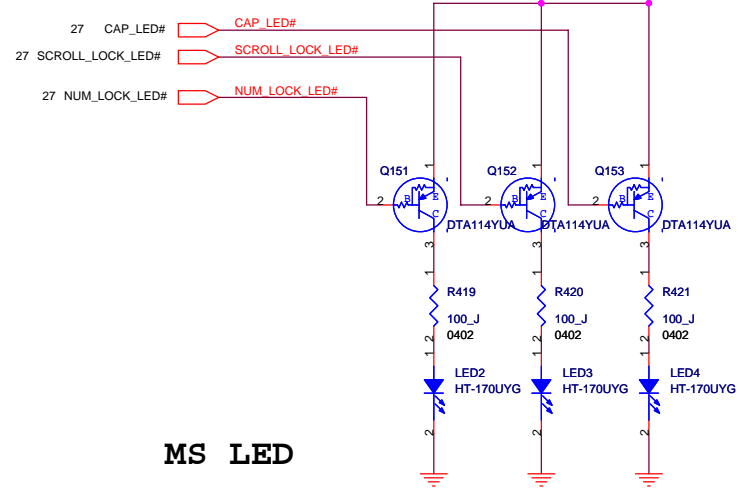 27 CAP_LED# CAP_LED#
27 SCROLL_LOCK_LED# SCROLL_LOCK_LED#
27 NUM_LOCK_LED# NUM_LOCK_LED#
1 1 1
Q151 Q152 Q153
2 B E C 2 B E C 2 B E C
DTA114YUA DTA114YUA DTA114YUA
3 3 3
1 1 1
R419 R420 R421
100_J 100_J 100_J
0402 0402 0402
2 2 2
1 1 1
LED2 LED3 LED4
HT-170UYG HT-170UYG HT-170UYG
2 2 2
MS LED